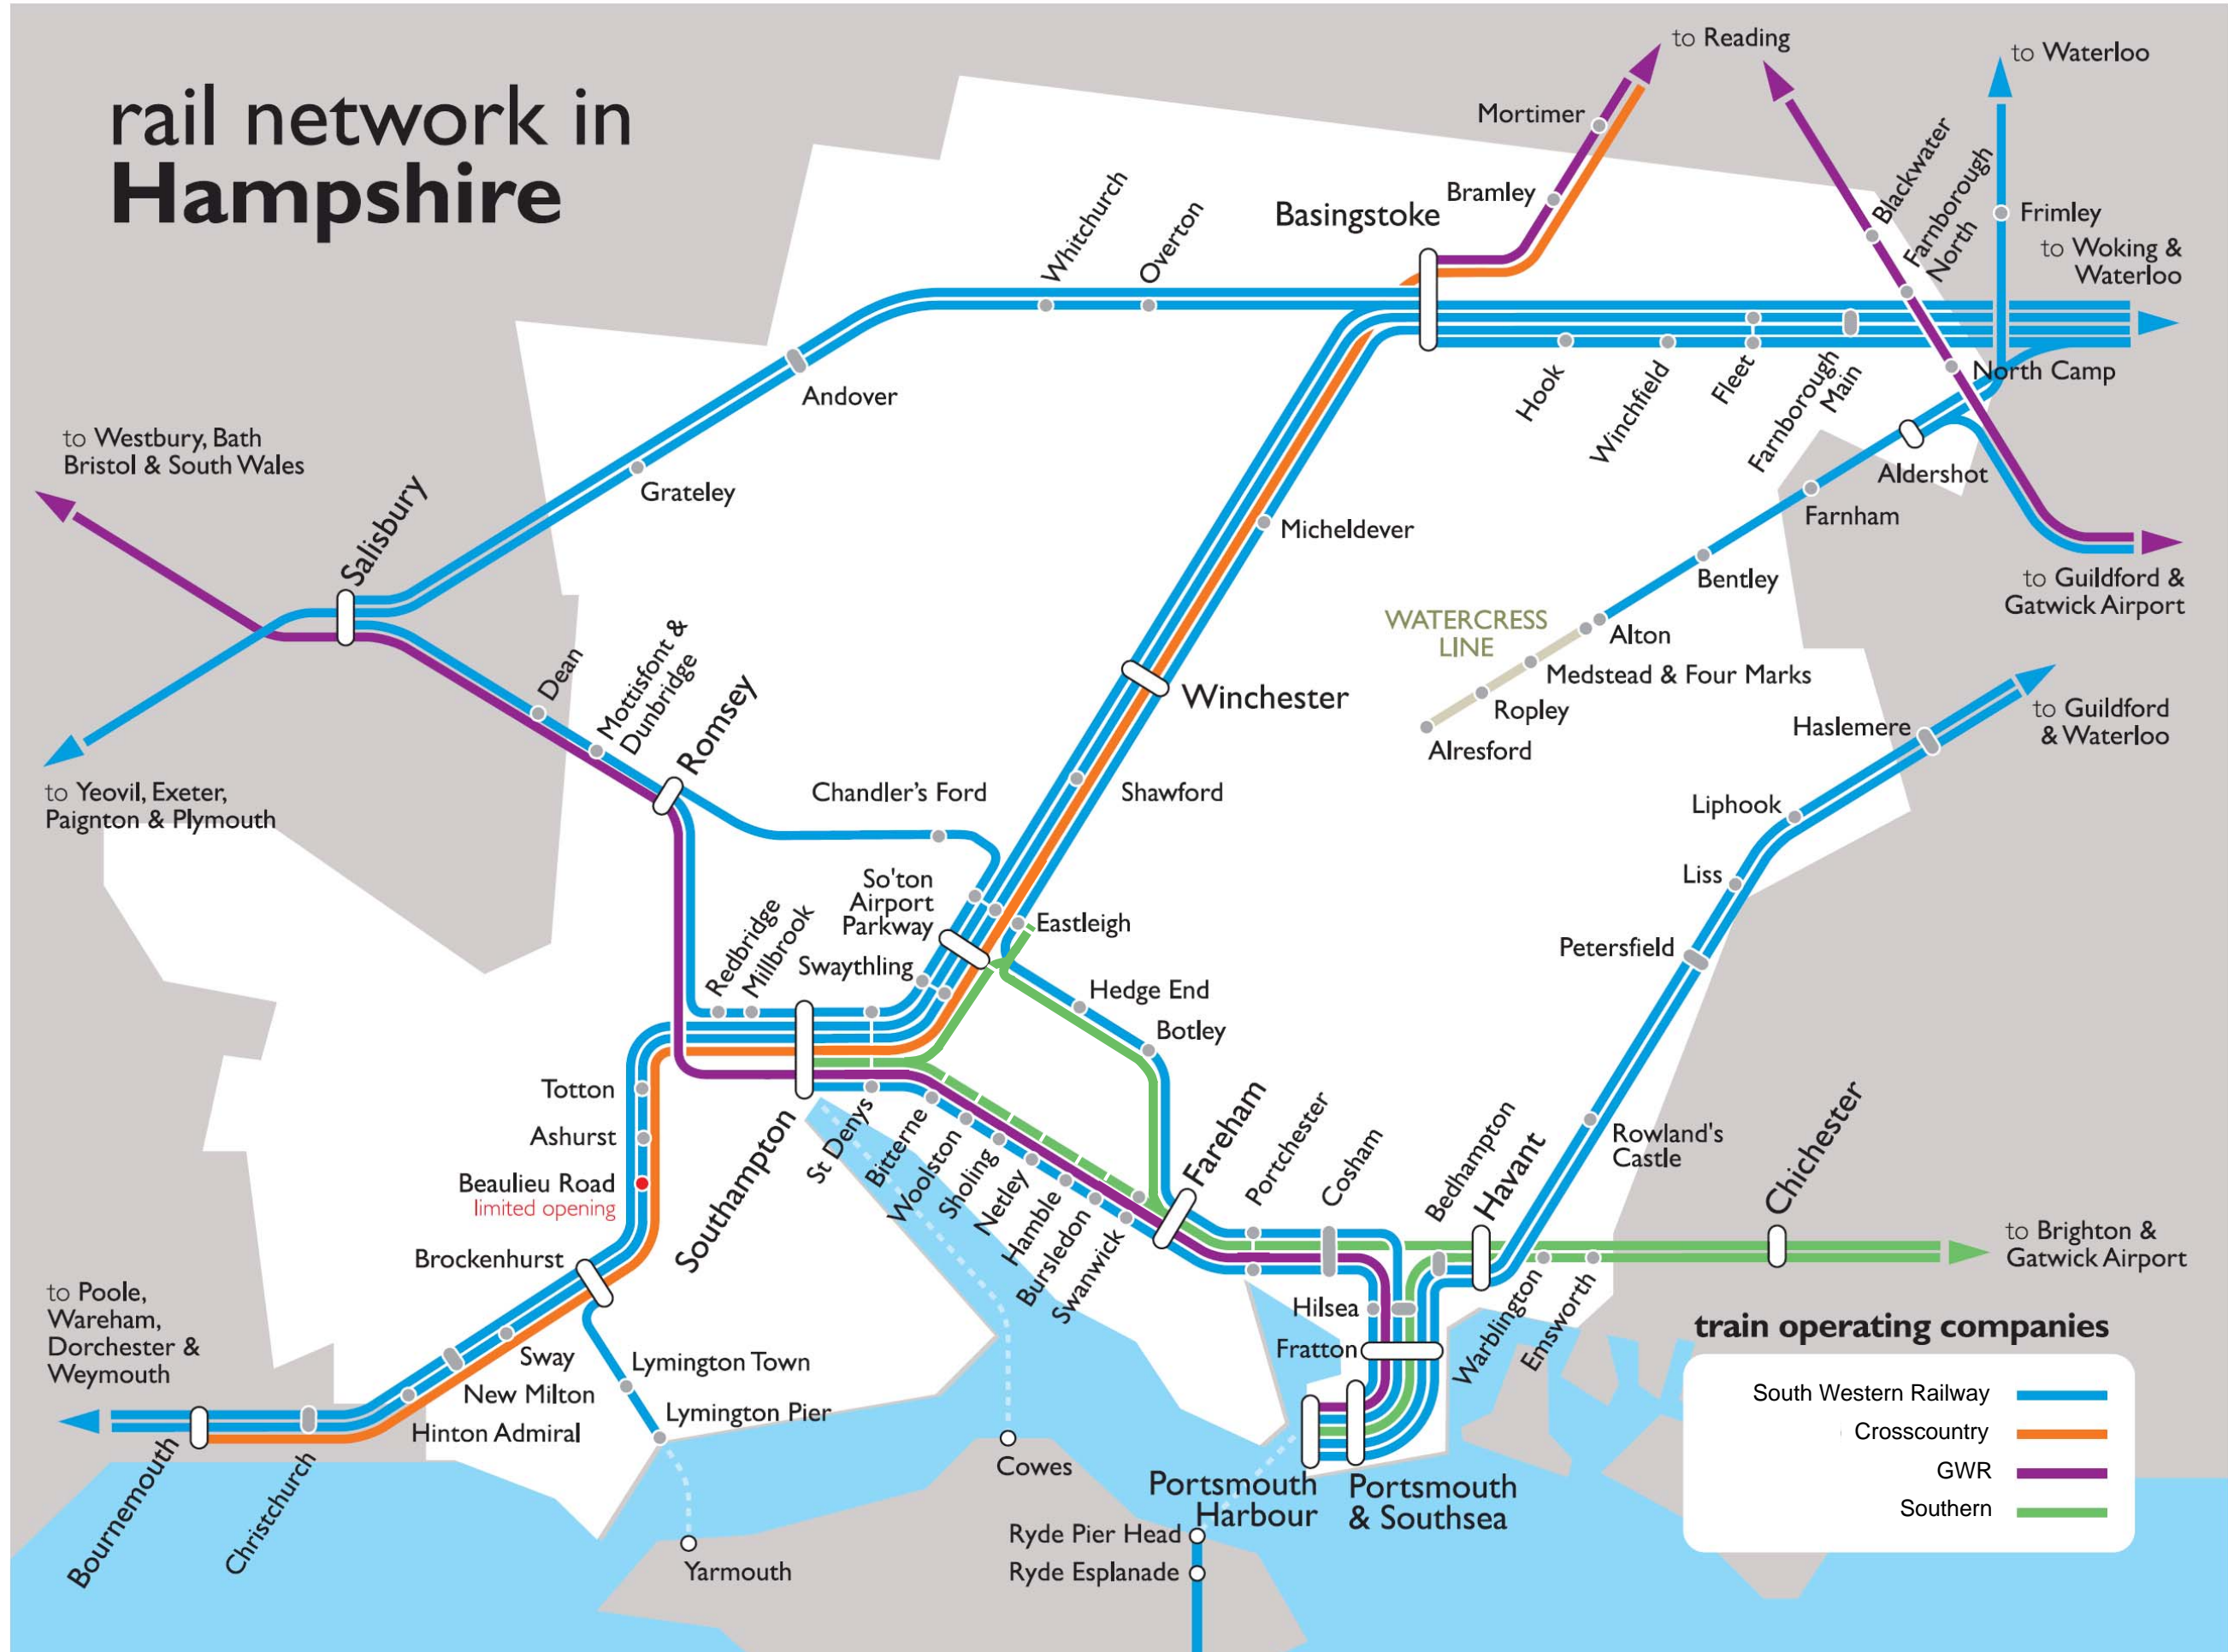 rail network in
Hampshire
to Reading
to Waterloo
Mortimer
Bramley
Basingstoke
Blackwater
Farnborough
North
Frimley
to Woking &
Waterloo
Whitchurch
Overton
Andover
Grateley
Hook
Winchfield
Fleet
Farnborough
Main
North Camp
Aldershot
Farnham
Bentley
to Guildford &
Gatwick Airport
to Westbury, Bath
Bristol & South Wales
Salisbury
Micheldever
WATERCRESS
LINE
Alton
Medstead & Four Marks
Ropley
Alresford
Dean
Mottisfont &
Dunbridge
Romsey
Winchester
Haslemere
to Guildford
& Waterloo
to Yeovil, Exeter,
Paignton & Plymouth
Chandler's Ford
Shawford
Liphook
Liss
So'ton
Airport
Parkway
Eastleigh
Redbridge
Millbrook
Swaythling
Petersfield
Hedge End
Botley
Totton
Ashurst
Beaulieu Road
limited opening
Southampton
St Denys
Bitterne
Woolston
Sholing
Netley
Hamble
Bursledon
Swanwick
Fareham
Portchester
Cosham
Bedhampton
Havant
Rowland's
Castle
Chichester
to Brighton &
Gatwick Airport
Brockenhurst
to Poole,
Wareham,
Dorchester &
Weymouth
Sway
New Milton
Hinton Admiral
Lymington Town
Lymington Pier
Hilsea
Fratton
Warblington
Emsworth
Bournemouth
Christchurch
Cowes
Yarmouth
Portsmouth
Harbour
Portsmouth
& Southsea
Ryde Pier Head
Ryde Esplanade
train operating companies
South Western Railway
Crosscountry
GWR
Southern